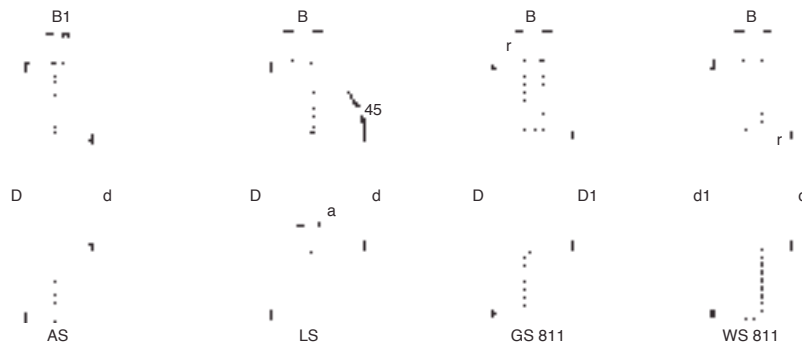 B1 B B B
r
45
r
D d D d D D1 d1 d
a
AS LS GS 811 WS 811